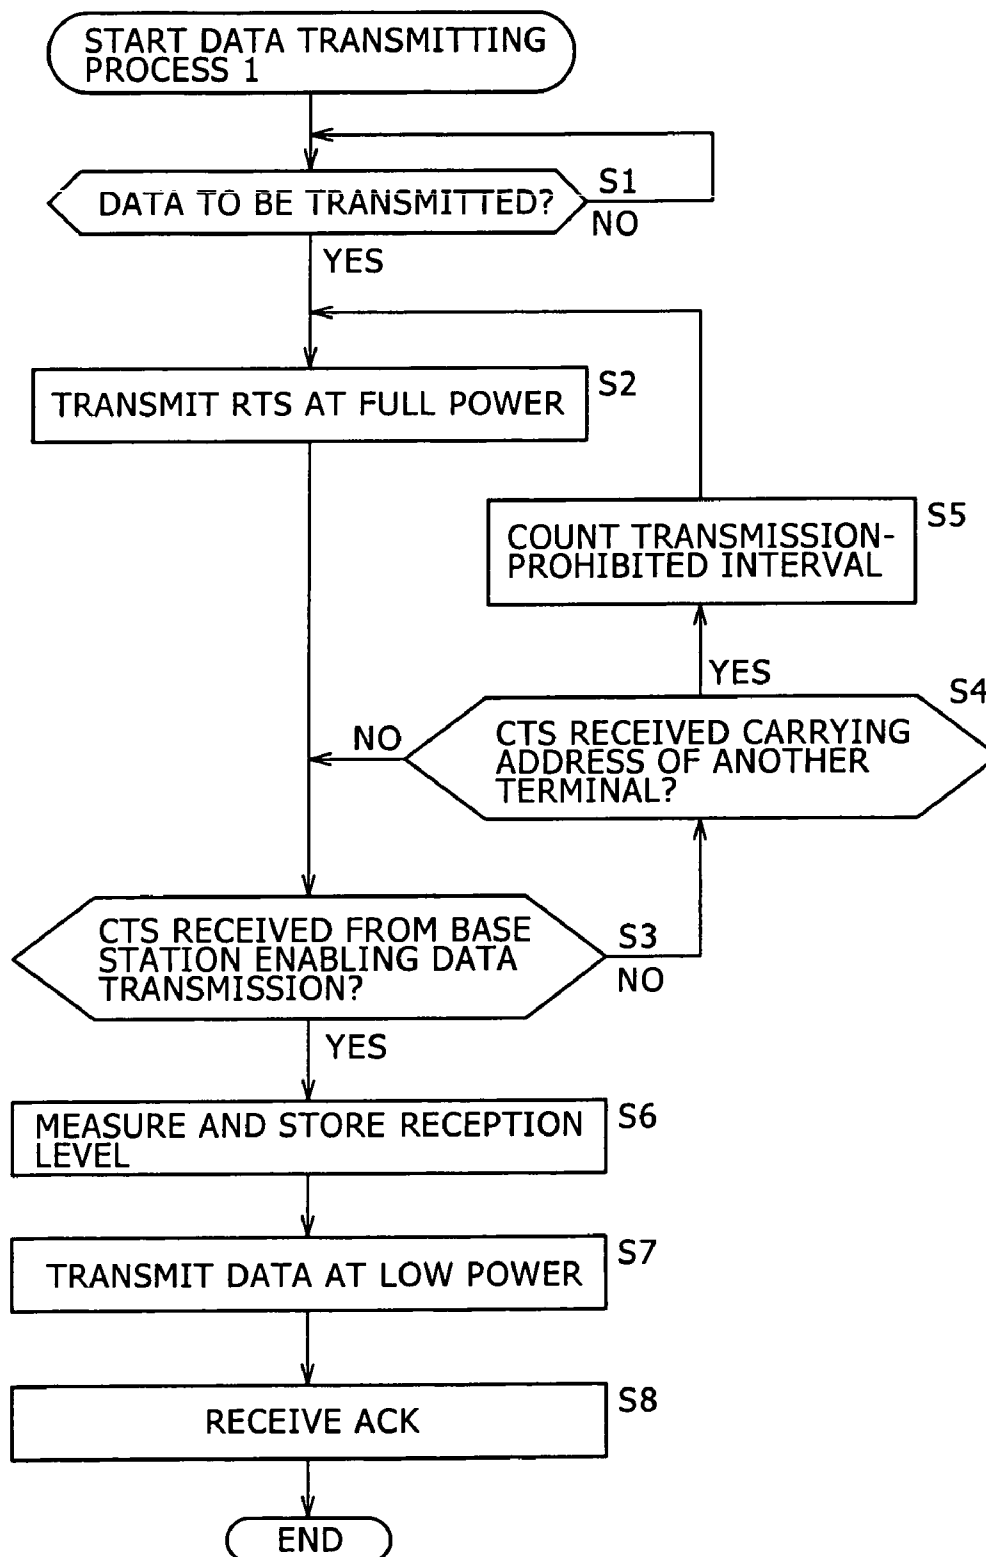 START DATA TRANSMITTING
PROCESS 1
DATA TO BE TRANSMITTED?
S1
NO
YES
TRANSMIT RTS AT FULL POWER
S2
COUNT TRANSMISSION-
PROHIBITED INTERVAL
S5
YES
S4
NO
CTS RECEIVED CARRYING
ADDRESS OF ANOTHER
TERMINAL?
CTS RECEIVED FROM BASE
STATION ENABLING DATA
TRANSMISSION?
S3
NO
YES
MEASURE AND STORE RECEPTION
LEVEL
S6
TRANSMIT DATA AT LOW POWER
S7
RECEIVE ACK
S8
END